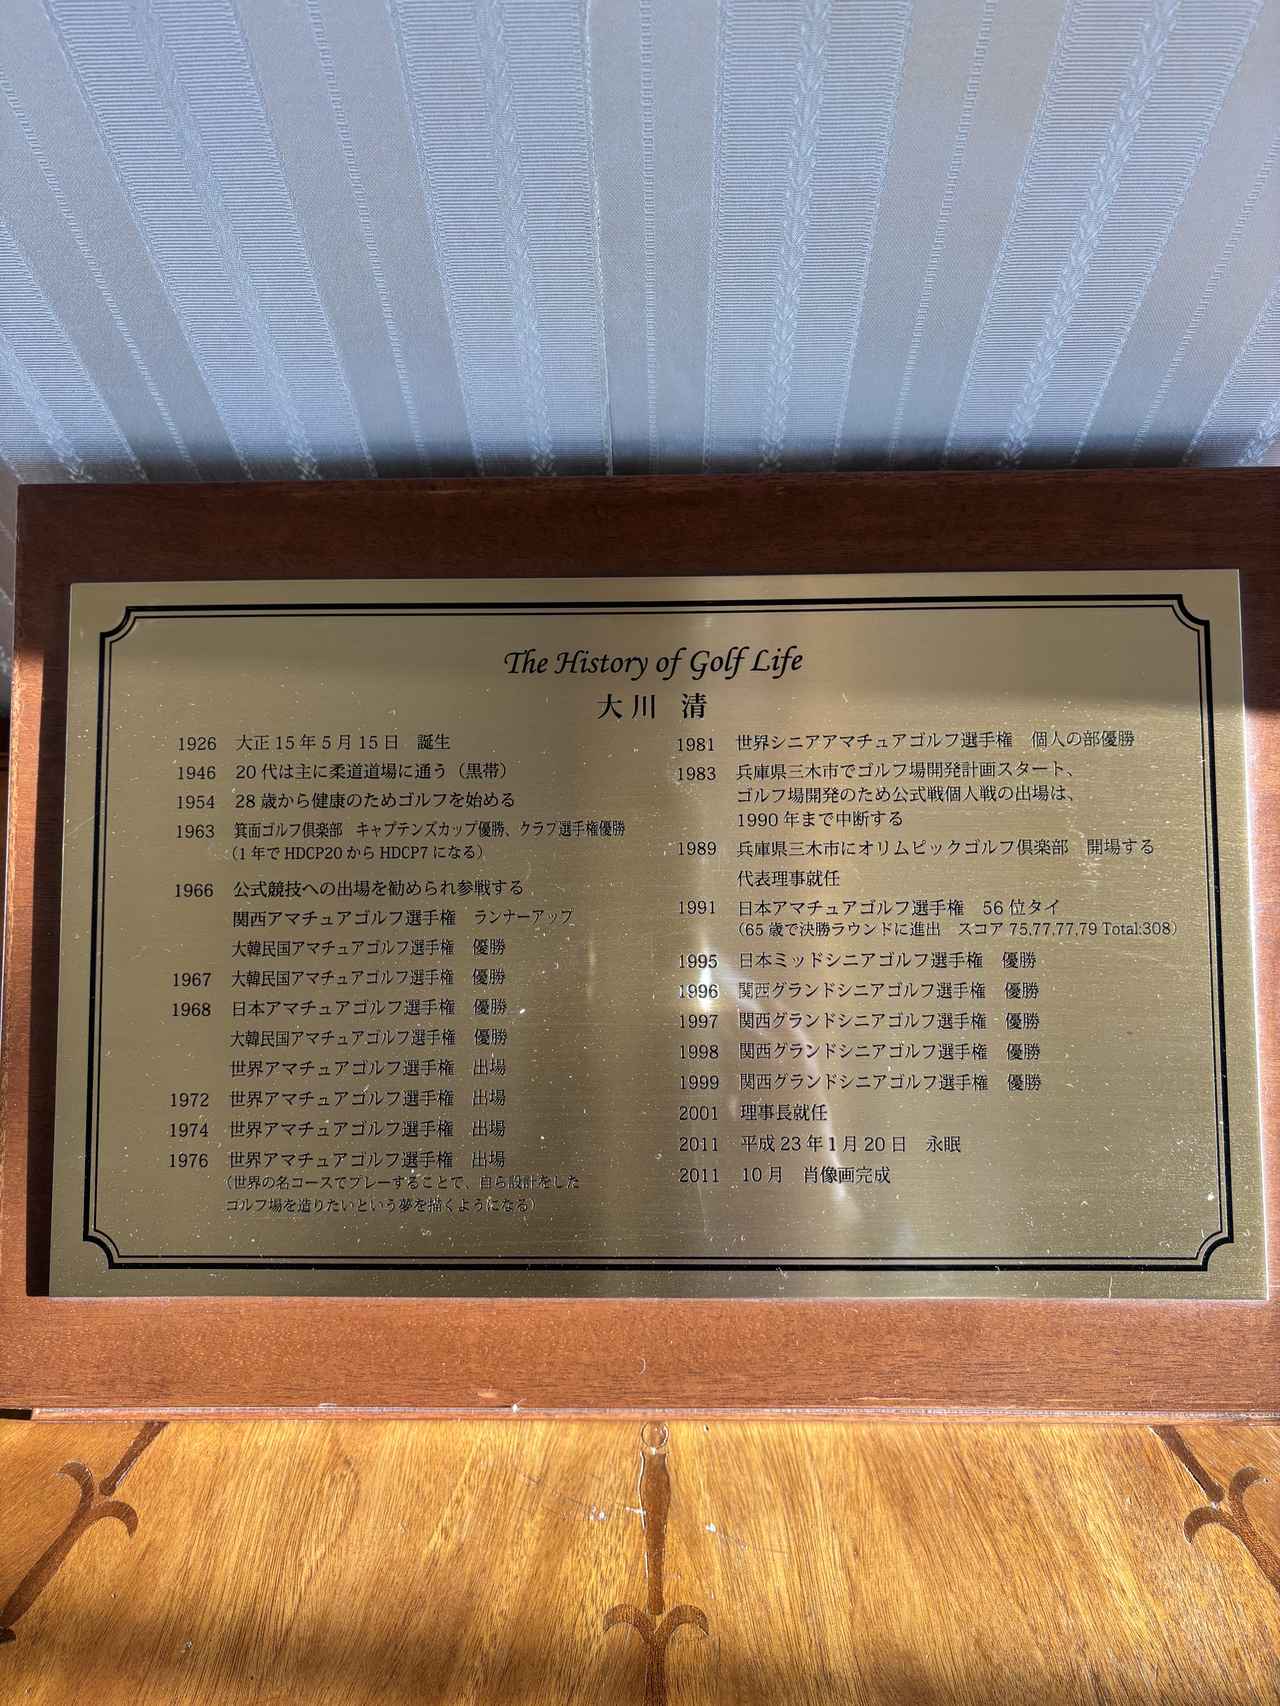 The History of Golf Life
大川 清
1926 大正 15 年 5 月 15 日 誕生
1946 20 代は主に柔道道場に通う（黒帯）
1954 28 歳から健康のためゴルフを始める
1963 箕面ゴルフ倶楽部 キャプテンズカップ優勝、クラブ選手権優勝
（1 年で HDCP20 から HDCP7 になる）
1966 公式競技への出場を勧められ参戦する
関西アマチュアゴルフ選手権 ランナーアップ
大韓民国アマチュアゴルフ選手権 優勝
1967 大韓民国アマチュアゴルフ選手権 優勝
1968 日本アマチュアゴルフ選手権 優勝
大韓民国アマチュアゴルフ選手権 優勝
世界アマチュアゴルフ選手権 出場
1972 世界アマチュアゴルフ選手権 出場
1974 世界アマチュアゴルフ選手権 出場
1976 世界アマチュアゴルフ選手権 出場
（世界の名コースでプレーすることで、自ら設計をした
ゴルフ場を造りたいという夢を描くようになる）
1981 世界シニアアマチュアゴルフ選手権 個人の部優勝
1983 兵庫県三木市でゴルフ場開発計画スタート、
ゴルフ場開発のため公式戦個人戦の出場は、
1990 年まで中断する
1989 兵庫県三木市にオリムピックゴルフ倶楽部 開場する
代表理事就任
1991 日本アマチュアゴルフ選手権 56 位タイ
（65 歳で決勝ラウンドに進出 スコア 75,77,77,79 Total:308）
1995 日本ミッドシニアゴルフ選手権 優勝
1996 関西グランドシニアゴルフ選手権 優勝
1997 関西グランドシニアゴルフ選手権 優勝
1998 関西グランドシニアゴルフ選手権 優勝
1999 関西グランドシニアゴルフ選手権 優勝
2001 理事長就任
2011 平成 23 年 1 月 20 日 永眠
2011 10 月 肖像画完成